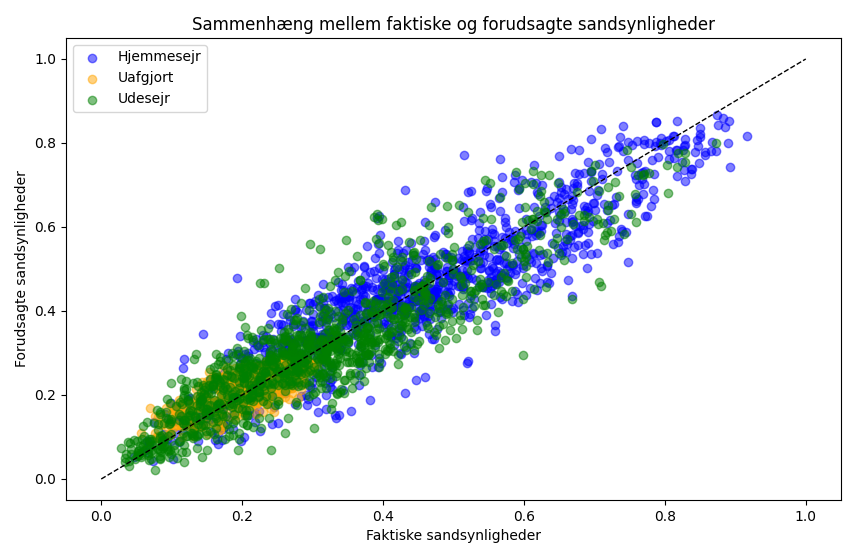 Sammenhæng mellem faktiske og forudsagte sandsynligheder
Hjemmesejr
Uafgjort
Udesejr
Forudsagte sandsynligheder
1.0
0.8
0.6
0.4
0.2
0.0
0.0 0.2 0.4 0.6 0.8 1.0
Faktiske sandsynligheder